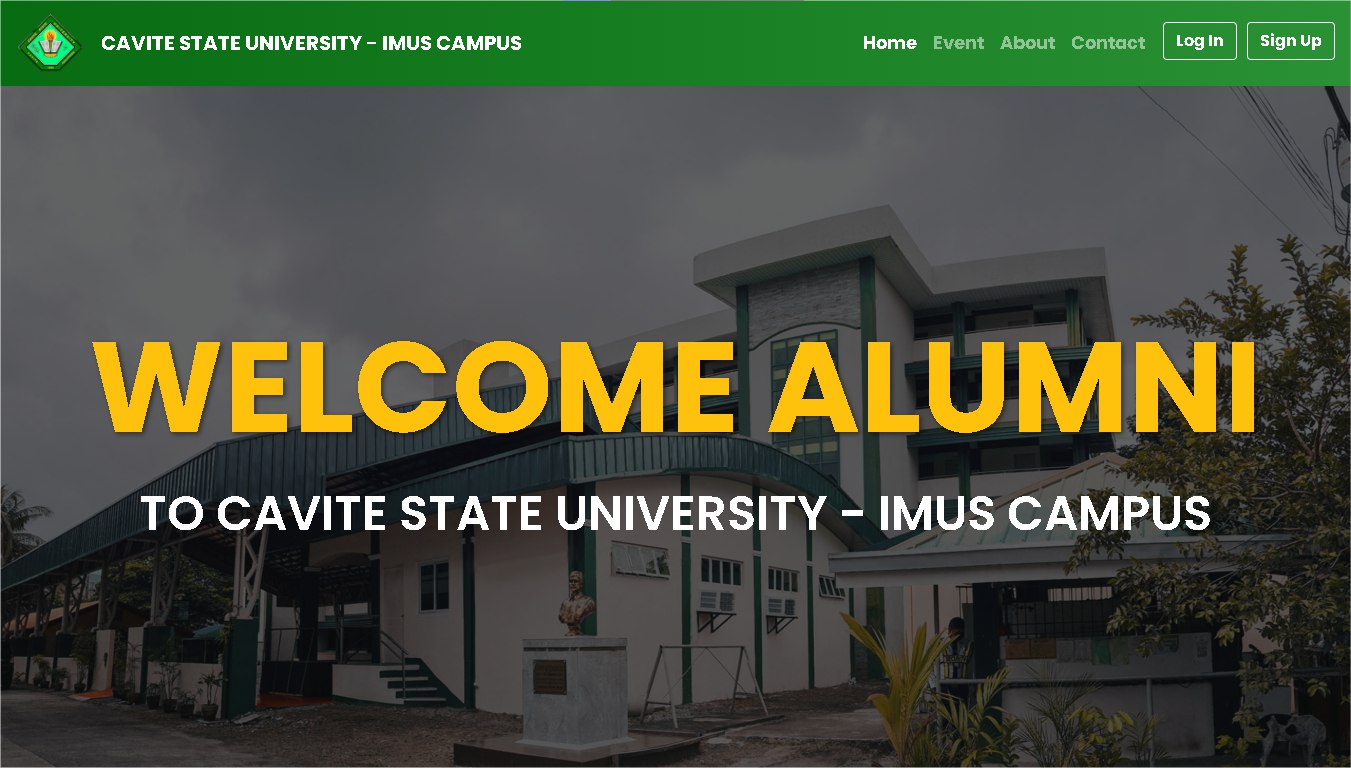 CAVITE STATE UNIVERSITY - IMUS CAMPUS
Home Event About Contact Log In Sign Up
WELCOME ALUMNI
TO CAVITE STATE UNIVERSITY - IMUS CAMPUS